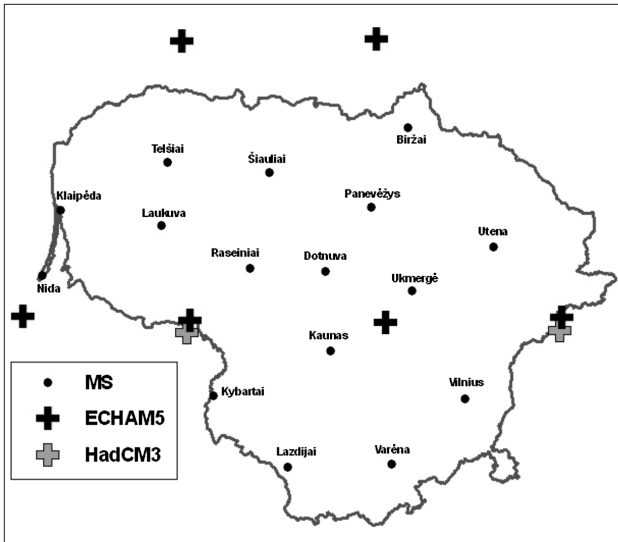 Biržai
Telšiai
Šiauliai
Klaipėda
Panevėžys
Laukuva
Utena
Raseiniai
Dotnuva
Ukmergė
Nida
Kaunas
MS
Kybartai
Vilnius
ECHAM5
HadCM3
Lazdijai
Varėna